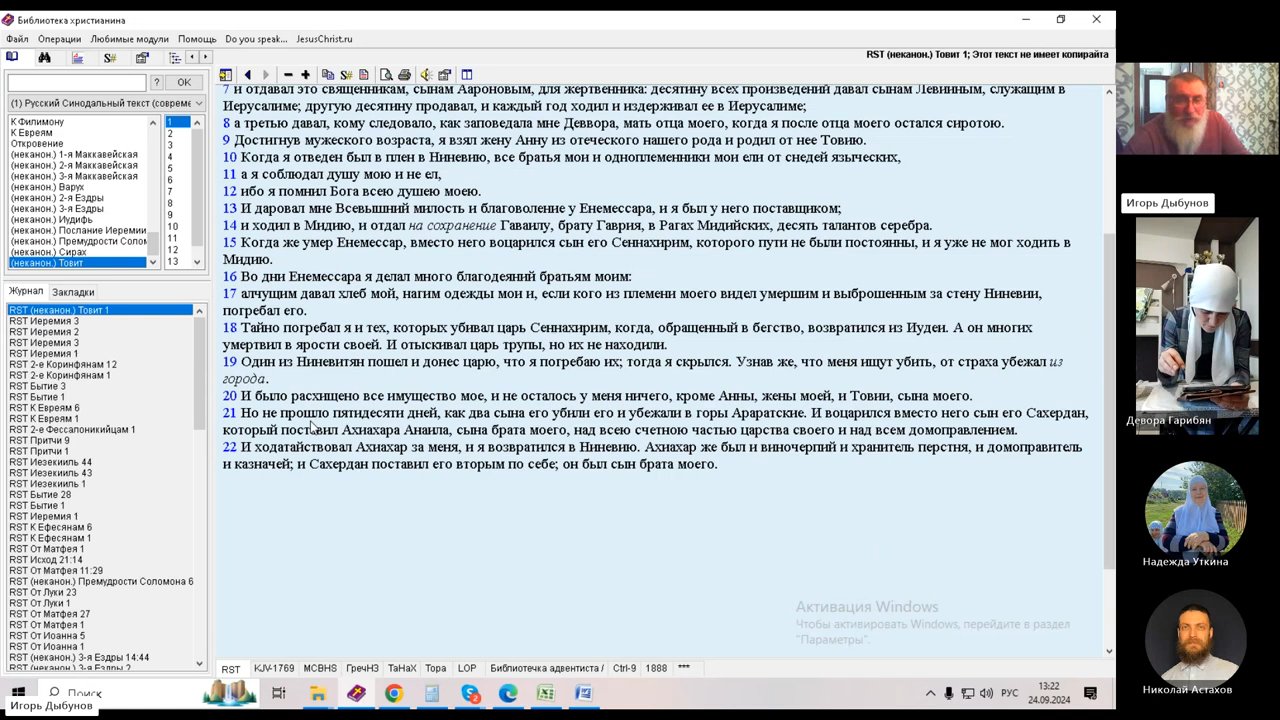 Библиотека христианина
Файл Операции Любимые модули Помощь Do you speak... JesusChrist.ru
S#
RST (неканон.) Товит 1; Этот текст не имеет копирайта
? OK
(1) Русский Синодальный текст (совреме
К Филимону
К Евреям
Откровение
(неканон.) 1-я Маккавейская
(неканон.) 2-я Маккавейская
(неканон.) 3-я Маккавейская
(неканон.) Варух
(неканон.) 2-я Ездры
(неканон.) 3-я Ездры
(неканон.) Иудифь
(неканон.) Послание Иеремии
(неканон.) Премудрости Солом
(неканон.) Сирах
(неканон.) Товит
1
2
3
4
5
6
7
8
9
10
11
12
13
Журнал Закладки
RST (неканон.) Товит 1
RST Иеремия 3
RST Иеремия 2
RST Иеремия 3
RST Иеремия 1
RST 2-е Коринфянам 12
RST 2-е Коринфянам 1
RST Бытие 3
RST Бытие 1
RST К Евреям 6
RST К Евреям 1
RST 2-е Фессалоникийцам 1
RST Притчи 9
RST Притчи 1
RST Иезекииль 44
RST Иезекииль 43
RST Иезекииль 1
RST Бытие 28
RST Бытие 1
RST Иеремия 1
RST К Ефесянам 6
RST К Ефесянам 1
RST От Матфея 1
RST Исход 21:14
RST От Матфея 11:29
RST (неканон.) Премудрости Соломона 6
RST От Луки 23
RST От Луки 1
RST От Матфея 27
RST От Матфея 1
RST От Иоанна 5
RST От Иоанна 1
RST (неканон.) 3-я Ездры 14:44
RST (неканон.) 3-я Ездры 2
S#
7 и отдавал это священникам, сынам Аароновым, для жертвенника: десятину всех произведений давал сынам Левиинным, служащим в
Иерусалиме; другую десятину продавал, и каждый год ходил и издерживал ее в Иерусалиме;
8 а третью давал, кому следовало, как заповедала мне Деввора, мать отца моего, когда я после отца моего остался сиротою.
9 Достигнув мужеского возраста, я взял жену Анну из отеческого нашего рода и родил от нее Товию.
10 Когда я отведен был в плен в Ниневию, все братья мои и одноплеменники мои ели от снедей языческих,
11 а я соблюдал душу мою и не ел,
12 ибо я помнил Бога всею душею моею.
13 И даровал мне Всевышний милость и благоволение у Енемессара, и я был у него поставщиком;
14 и ходил в Мидию, и отдал на сохранение Гаваилу, брату Гаврия, в Рагах Мидийских, десять талантов серебра.
15 Когда же умер Енемессар, вместо него воцарился сын его Сеннахирим, которого пути не были постоянны, и я уже не мог ходить в
Мидию.
16 Во дни Енемессара я делал много благодеяний братьям моим:
17 алчущим давал хлеб мой, нагим одежды мои и, если кого из племени моего видел умершим и выброшенным за стену Ниневии,
погребал его.
18 Тайно погребал я и тех, которых убивал царь Сеннахирим, когда, обращенный в бегство, возвратился из Иудеи. А он многих
умертвил в ярости своей. И отыскивал царь трупы, но их не находили.
19 Один из Ниневитян пошел и донес царю, что я погребаю их; тогда я скрылся. Узнав же, что меня ищут убить, от страха убежал из
города.
20 И было расхищено все имущество мое, и не осталось у меня ничего, кроме Анны, жены моей, и Товии, сына моего.
21 Но не прошло пятидесяти дней, как два сына его убили его и убежали в горы Араратские. И воцарился вместо него сын его Сахердан,
который поставил Ахиахара Анаила, сына брата моего, над всею счетною частью царства своего и над всем домоправлением.
22 И ходатайствовал Ахиахар за меня, и я возвратился в Ниневию. Ахиахар же был и виночерпий и хранитель перстня, и домоправитель
и казначей; и Сахердан поставил его вторым по себе; он был сын брата моего.
Активация Windows
Чтобы активировать Windows, перейдите в раздел
"Параметры".
RST KJV-1769 МСВНS ГречНЗ ТаНаХ Тора LOP Библиотека адвентиста / Ctrl-9 1888 ***
Поиск
РУС
13:22
24.09.2024
Игорь Дыбунов
Игорь Дыбунов
Девора Гарибян
Надежда Уткина
Николай Астахов